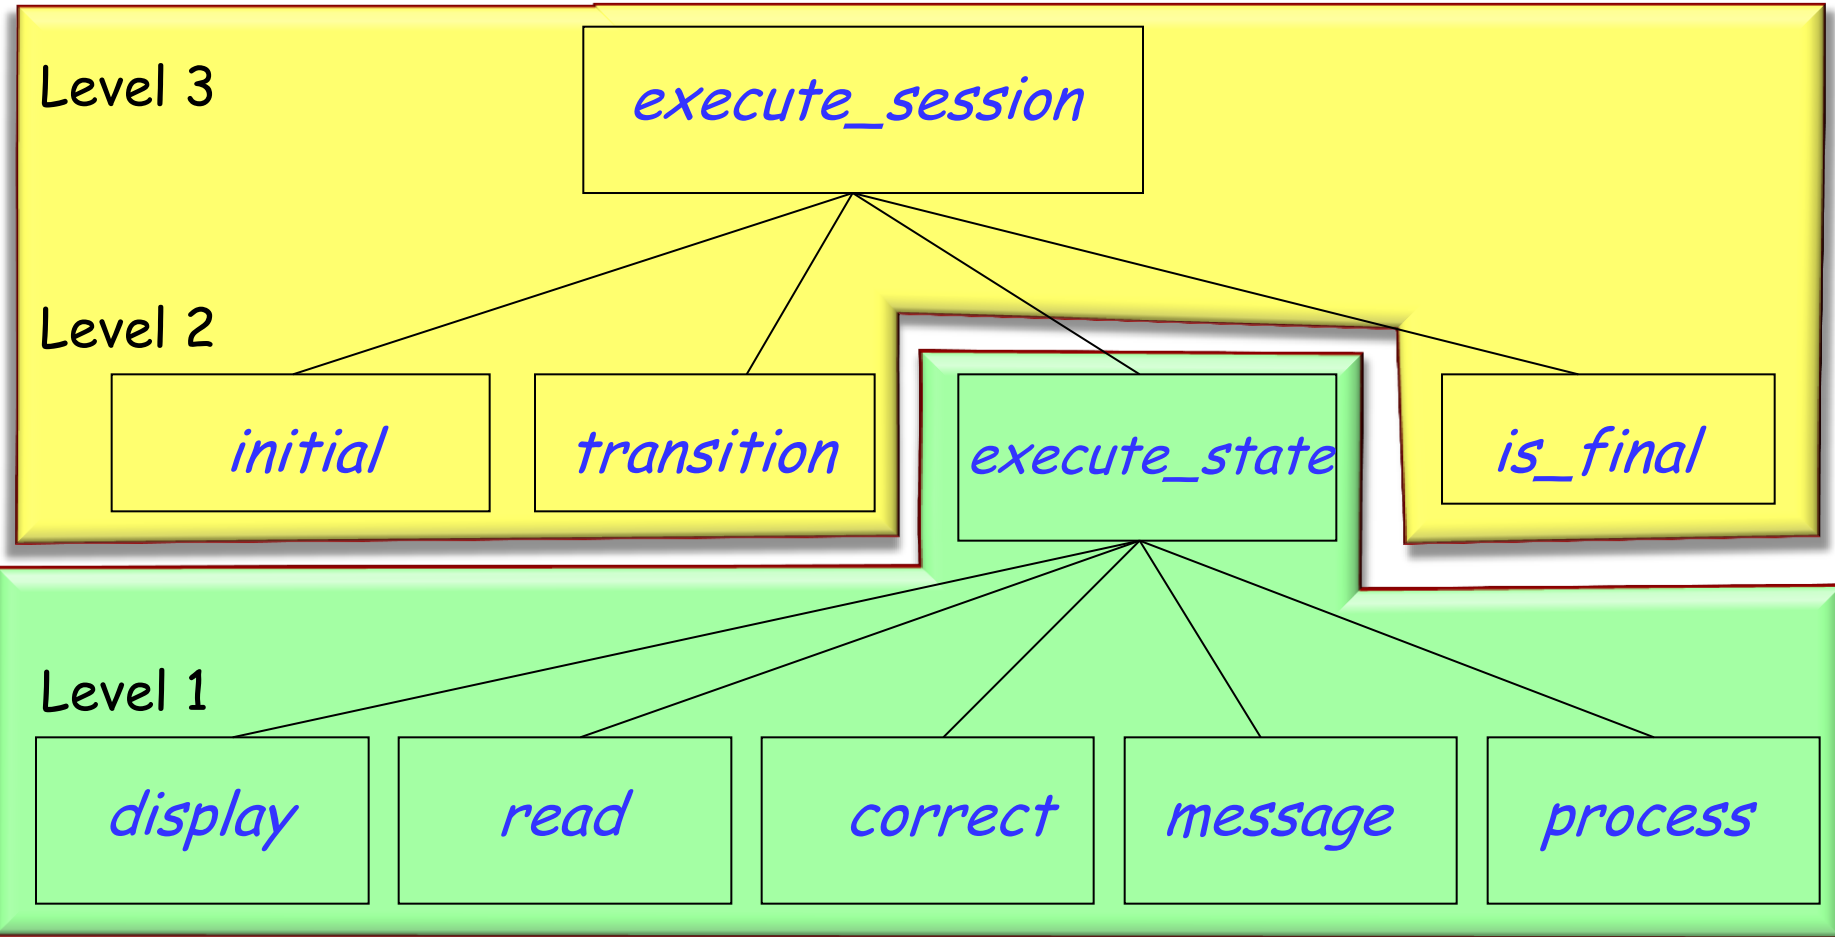 Level 3
execute_session
Level 2
initial
transition
execute_state
is_final
Level 1
display
read
correct
message
process